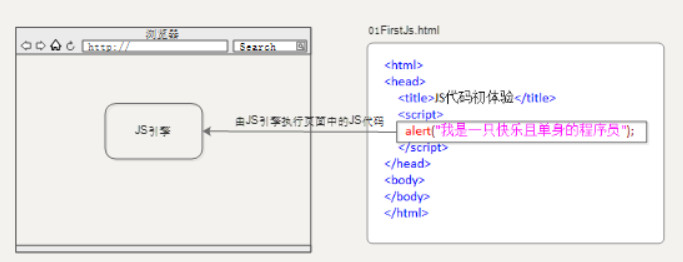 浏览器
http://
Search
JS引擎
由JS引擎执行页面中的JS代码
01FirstJs.html
<html>
<head>
<title>JS代码初体验</title>
<script>
alert("我是一只快乐且单身的程序员");
</script>
</head>
<body>
</body>
</html>